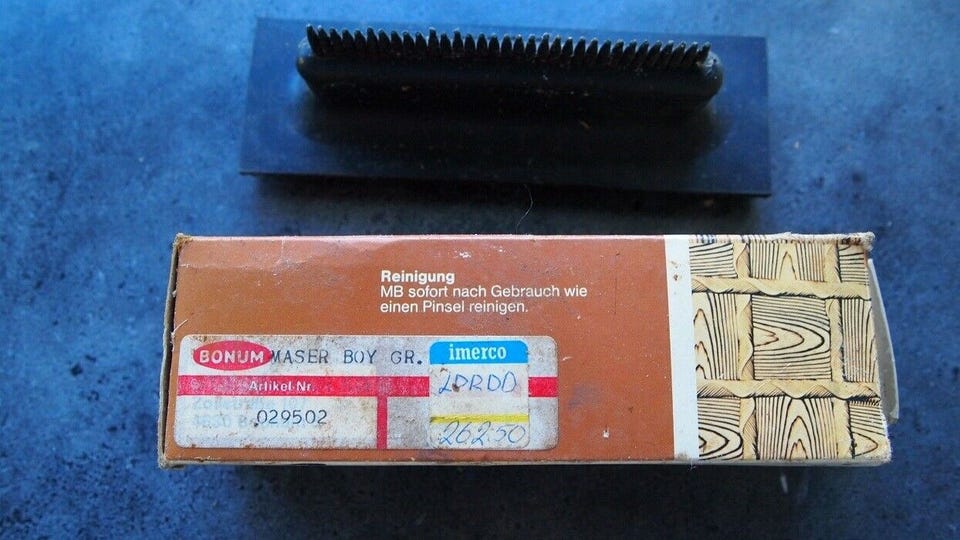 Reinigung
MB sofort nach Gebrauch wie
einen Pinsel reinigen.
BONUM MASER BOY GR.
imerco
Artikel-Nr.
029502
262.50